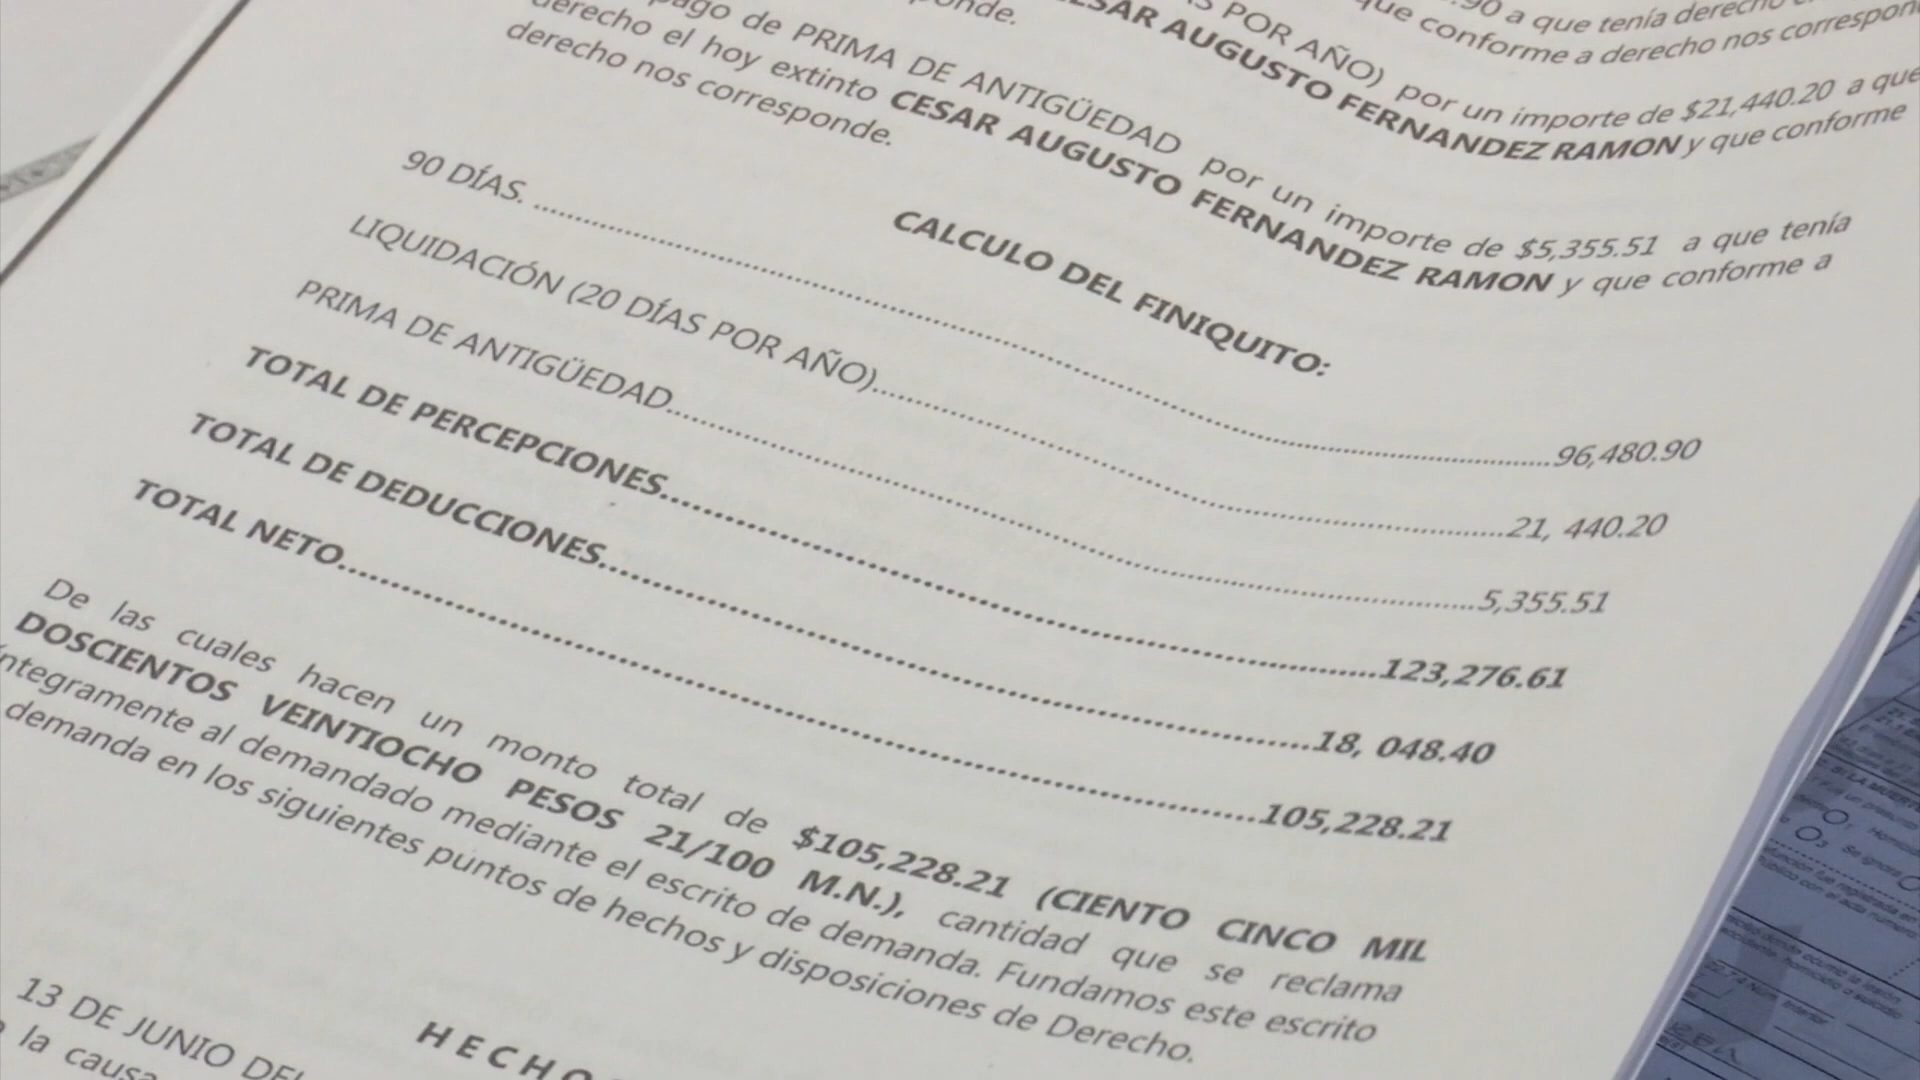 .90 a que tenía derecho
que conforme a derecho nos correspon
POR AÑO) por un importe de $21,440.20 a que
CESAR AUGUSTO FERNANDEZ RAMON y que conforme
de PRIMA DE ANTIGÜEDAD por un importe de $5,355.51 a que tenía
derecho el hoy extinto CESAR AUGUSTO FERNANDEZ RAMON y que conforme a
derecho nos corresponde.
CALCULO DEL FINIQUITO:
90 DÍAS. 96,480.90
LIQUIDACIÓN (20 DÍAS POR AÑO) 21, 440.20
PRIMA DE ANTIGÜEDAD 5,355.51
TOTAL DE PERCEPCIONES 123,276.61
TOTAL DE DEDUCCIONES 18, 048.40
TOTAL NETO 105,228.21
De las cuales hacen un monto total de $105,228.21 (CIENTO CINCO MIL
DOSCIENTOS VEINTIOCHO PESOS 21/100 M.N.), cantidad que se reclama
íntegramente al demandado mediante el escrito de demanda. Fundamos este escrito
demanda en los siguientes puntos de hechos y disposiciones de Derecho.
H E C H O
13 DE JUNIO DEL
la causa